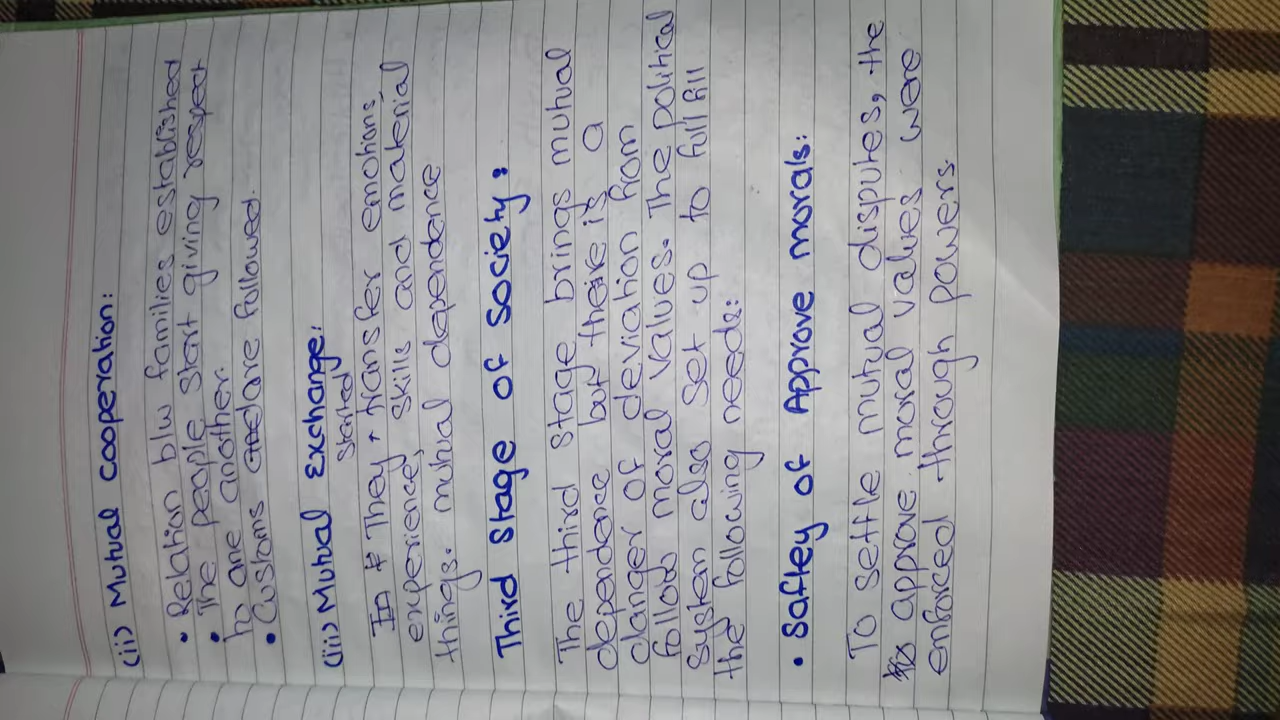 (ii) Mutual cooperation:
• Relation b/w families established
• The people start giving respect
to one another.
• Customs are followed.
(iii) Mutual Exchange:
started
They transfer emotions,
experience, skills and material
things. mutual dependence
Third Stage of society:
The third stage brings mutual
dependence but there is a
danger of deviation from
follow moral values. The political
system also set up to full fill
the following needs:
• Saftey of Approve morals:
To settle mutual disputes, the
approve moral values were
enforced through powers.